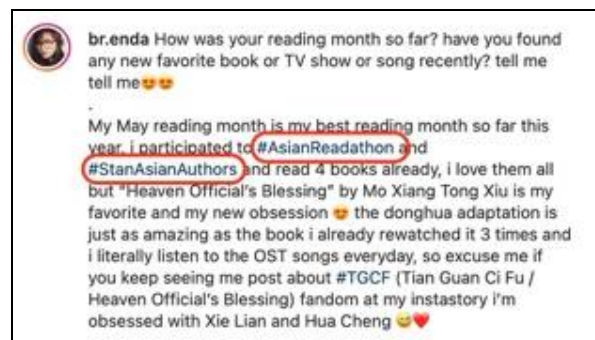 br.enda How was your reading month so far? have you found
any new favorite book or TV show or song recently? tell me
tell me😍😍
.
My May reading month is my best reading month so far this
year, i participated to #AsianReadathon and
#StanAsianAuthors and read 4 books already, i love them all
but "Heaven Official's Blessing" by Mo Xiang Tong Xiu is my
favorite and my new obsession 😍 the donghua adaptation is
just as amazing as the book i already rewatched it 3 times and
i literally listen to the OST songs everyday, so excuse me if
you keep seeing me post about #TGCF (Tian Guan Ci Fu /
Heaven Official's Blessing) fandom at my instastory i'm
obsessed with Xie Lian and Hua Cheng 😅❤️